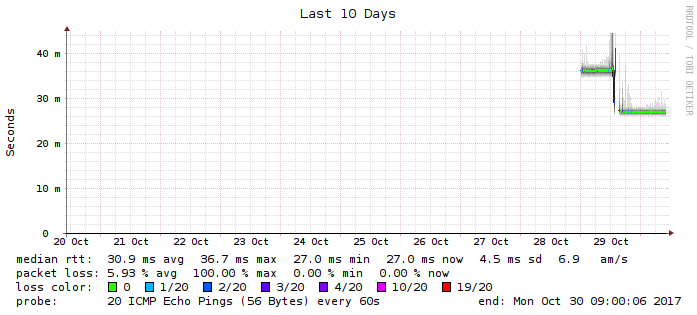 Last 10 Days
RRDTOOL / TOBI OETIKER
Seconds
40 m
30 m
20 m
10 m
0
20 Oct 21 Oct 22 Oct 23 Oct 24 Oct 25 Oct 26 Oct 27 Oct 28 Oct 29 Oct
median rtt: 30.9 ms avg 36.7 ms max 27.0 ms min 27.0 ms now 4.5 ms sd 6.9 am/s
packet loss: 5.93 % avg 100.00 % max 0.00 % min 0.00 % now
loss color: 0 1/20 2/20 3/20 4/20 10/20 19/20
probe: 20 ICMP Echo Pings (56 Bytes) every 60s end: Mon Oct 30 09:00:06 2017